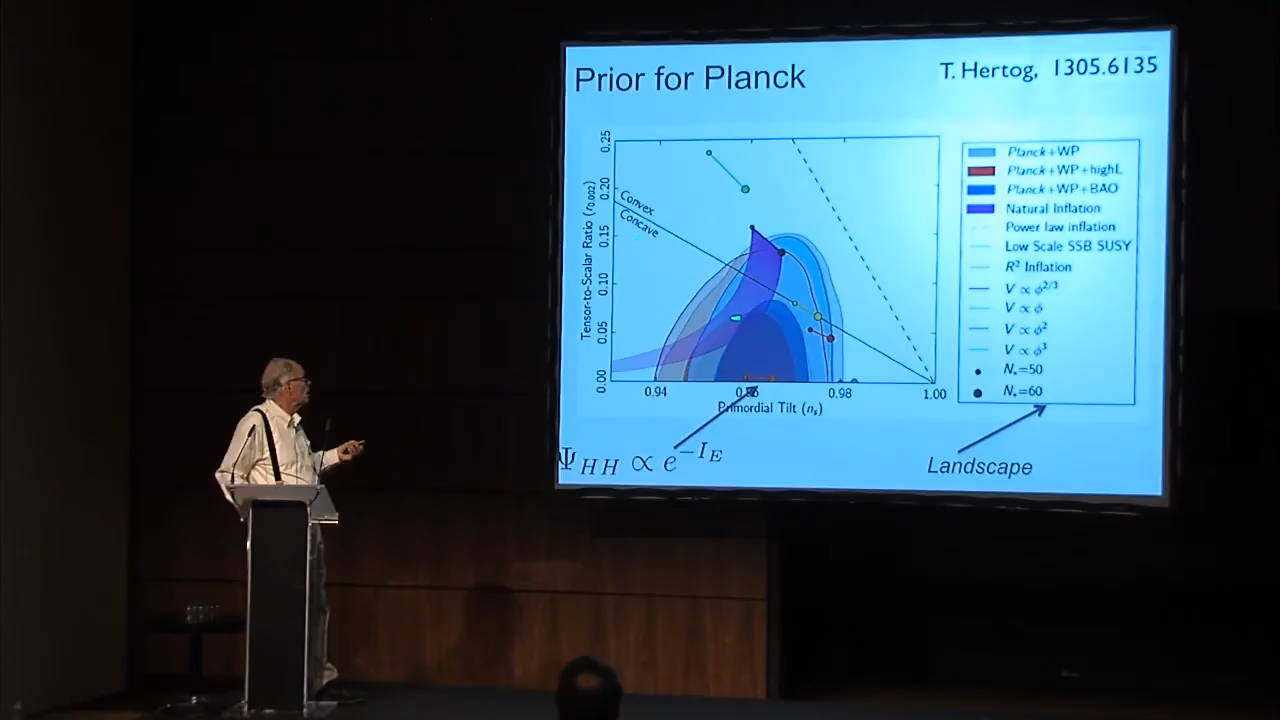 Prior for Planck
T. Hertog, 1305.6135
Tensor-to-Scalar Ratio (r0.002)
0.25
0.20
0.15
0.10
0.05
0.00
Convex
Concave
0.94
0.98
1.00
Primordial Tilt (ns)
Planck+WP
Planck+WP+highL
Planck+WP+BAO
Natural Inflation
Power law inflation
Low Scale SSB SUSY
R² Inflation
V ∝ φ^2/3
V ∝ φ
V ∝ φ²
V ∝ φ³
N*=50
N*=60
Ψ_HH ∝ e^−I_E
Landscape